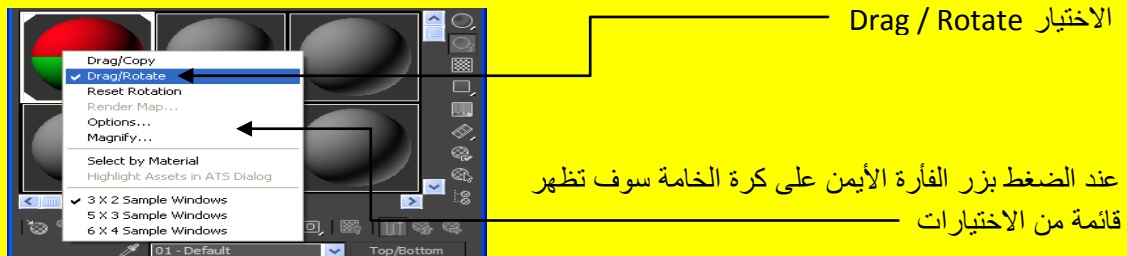 الاختيار Drag / Rotate
Drag/Copy
Drag/Rotate
Reset Rotation
Render Map...
Options...
Magnify...
Select by Material
Highlight Assets in ATS Dialog
3 X 2 Sample Windows
5 X 3 Sample Windows
6 X 4 Sample Windows
عند الضغط بزر الفأرة الأيمن على كرة الخامة سوف تظهر
قائمة من الاختيارات
01 - Default
Top/Bottom